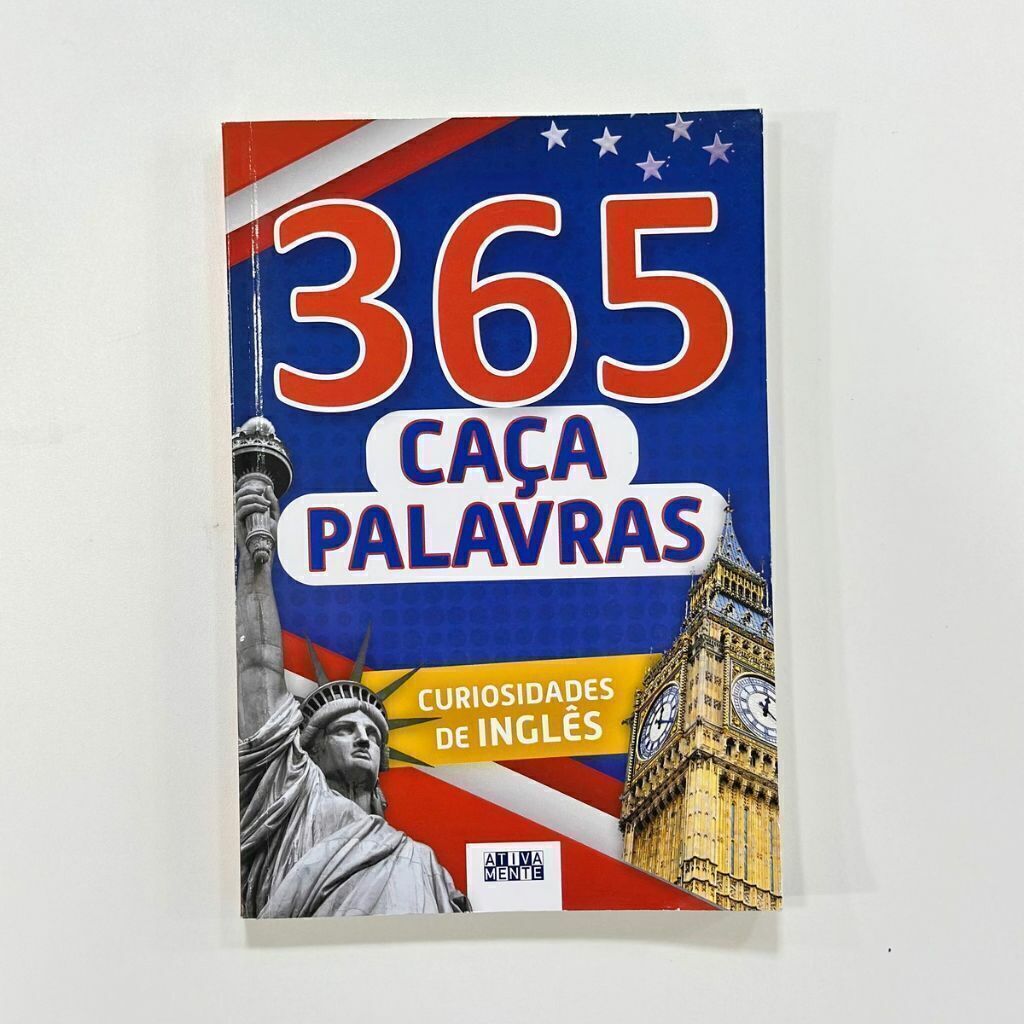 365
CAÇA
PALAVRAS
CURIOSIDADES
DE INGLÊS
ATIVA
MENTE